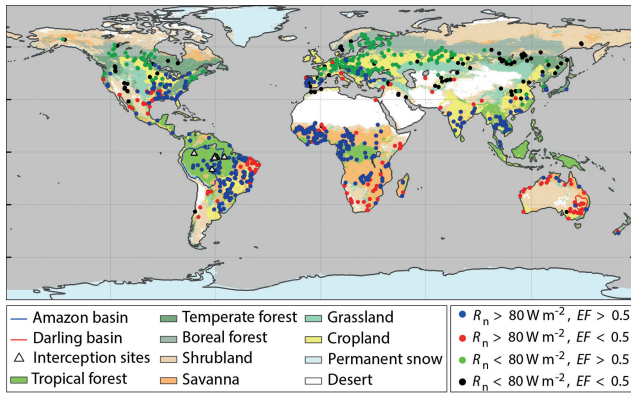 Amazon basin
Darling basin
Interception sites
Tropical forest
Temperate forest
Boreal forest
Shrubland
Savanna
Grassland
Cropland
Permanent snow
Desert
Rn > 80 W m-2, EF > 0.5
Rn > 80 W m-2, EF < 0.5
Rn < 80 W m-2, EF > 0.5
Rn < 80 W m-2, EF < 0.5